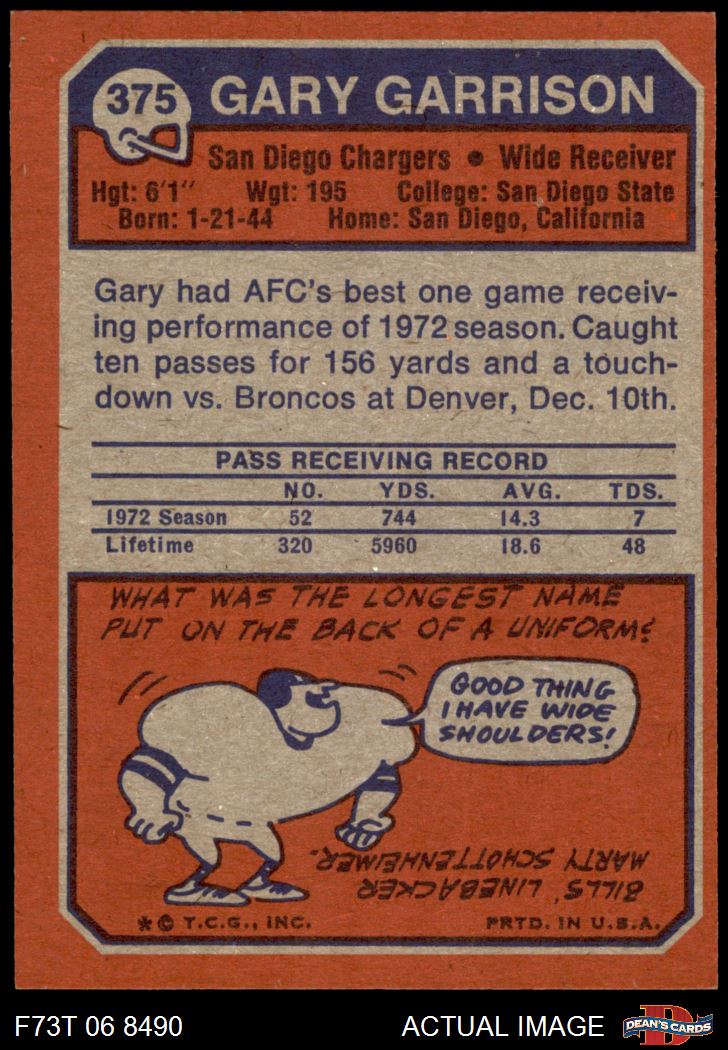 375 GARY GARRISON
San Diego Chargers • Wide Receiver
Hgt: 6'1" Wgt: 195 College: San Diego State
Born: 1-21-44 Home: San Diego, California
Gary had AFC's best one game receiv-
ing performance of 1972 season. Caught
ten passes for 156 yards and a touch-
down vs. Broncos at Denver, Dec. 10th.
PASS RECEIVING RECORD
NO. YDS. AVG. TDS.
1972 Season 52 744 14.3 7
Lifetime 320 5960 18.6 48
WHAT WAS THE LONGEST NAME
PUT ON THE BACK OF A UNIFORM?
GOOD THING
I HAVE WIDE
SHOULDERS!
BILLS' LINEBACKER
MARTY SCHOTTENHEIMER.
* © T.C.G., INC. PRTD. IN U.S.A.
F73T 06 8490 ACTUAL IMAGE DEAN'S CARDS